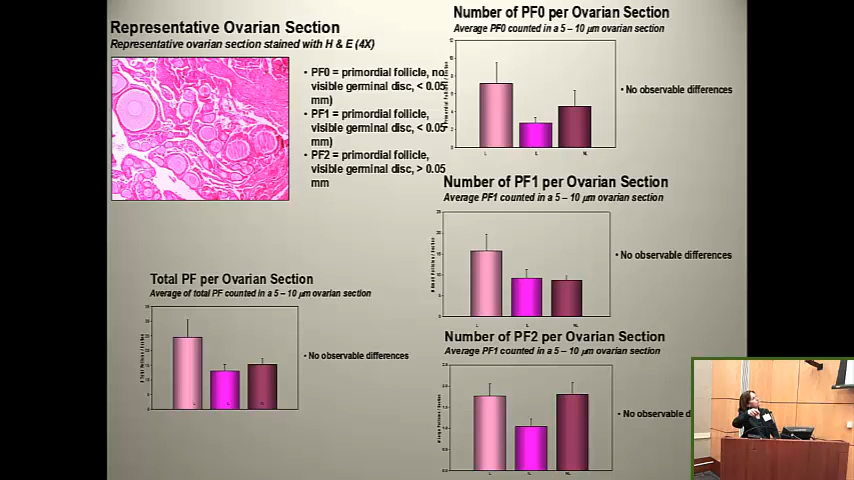 Representative Ovarian Section
Representative ovarian section stained with H & E (4X)
• PF0 = primordial follicle, no
visible germinal disc, < 0.05
mm)
• PF1 = primordial follicle,
visible germinal disc, < 0.05
mm)
• PF2 = primordial follicle,
visible germinal disc, > 0.05
mm
Total PF per Ovarian Section
Average of total PF counted in a 5 – 10 µm ovarian section
• No observable differences
Number of PF0 per Ovarian Section
Average PF0 counted in a 5 – 10 µm ovarian section
• No observable differences
L
NL
Number of PF1 per Ovarian Section
Average PF1 counted in a 5 – 10 µm ovarian section
• No observable differences
Number of PF2 per Ovarian Section
Average PF1 counted in a 5 – 10 µm ovarian section
• No observable d